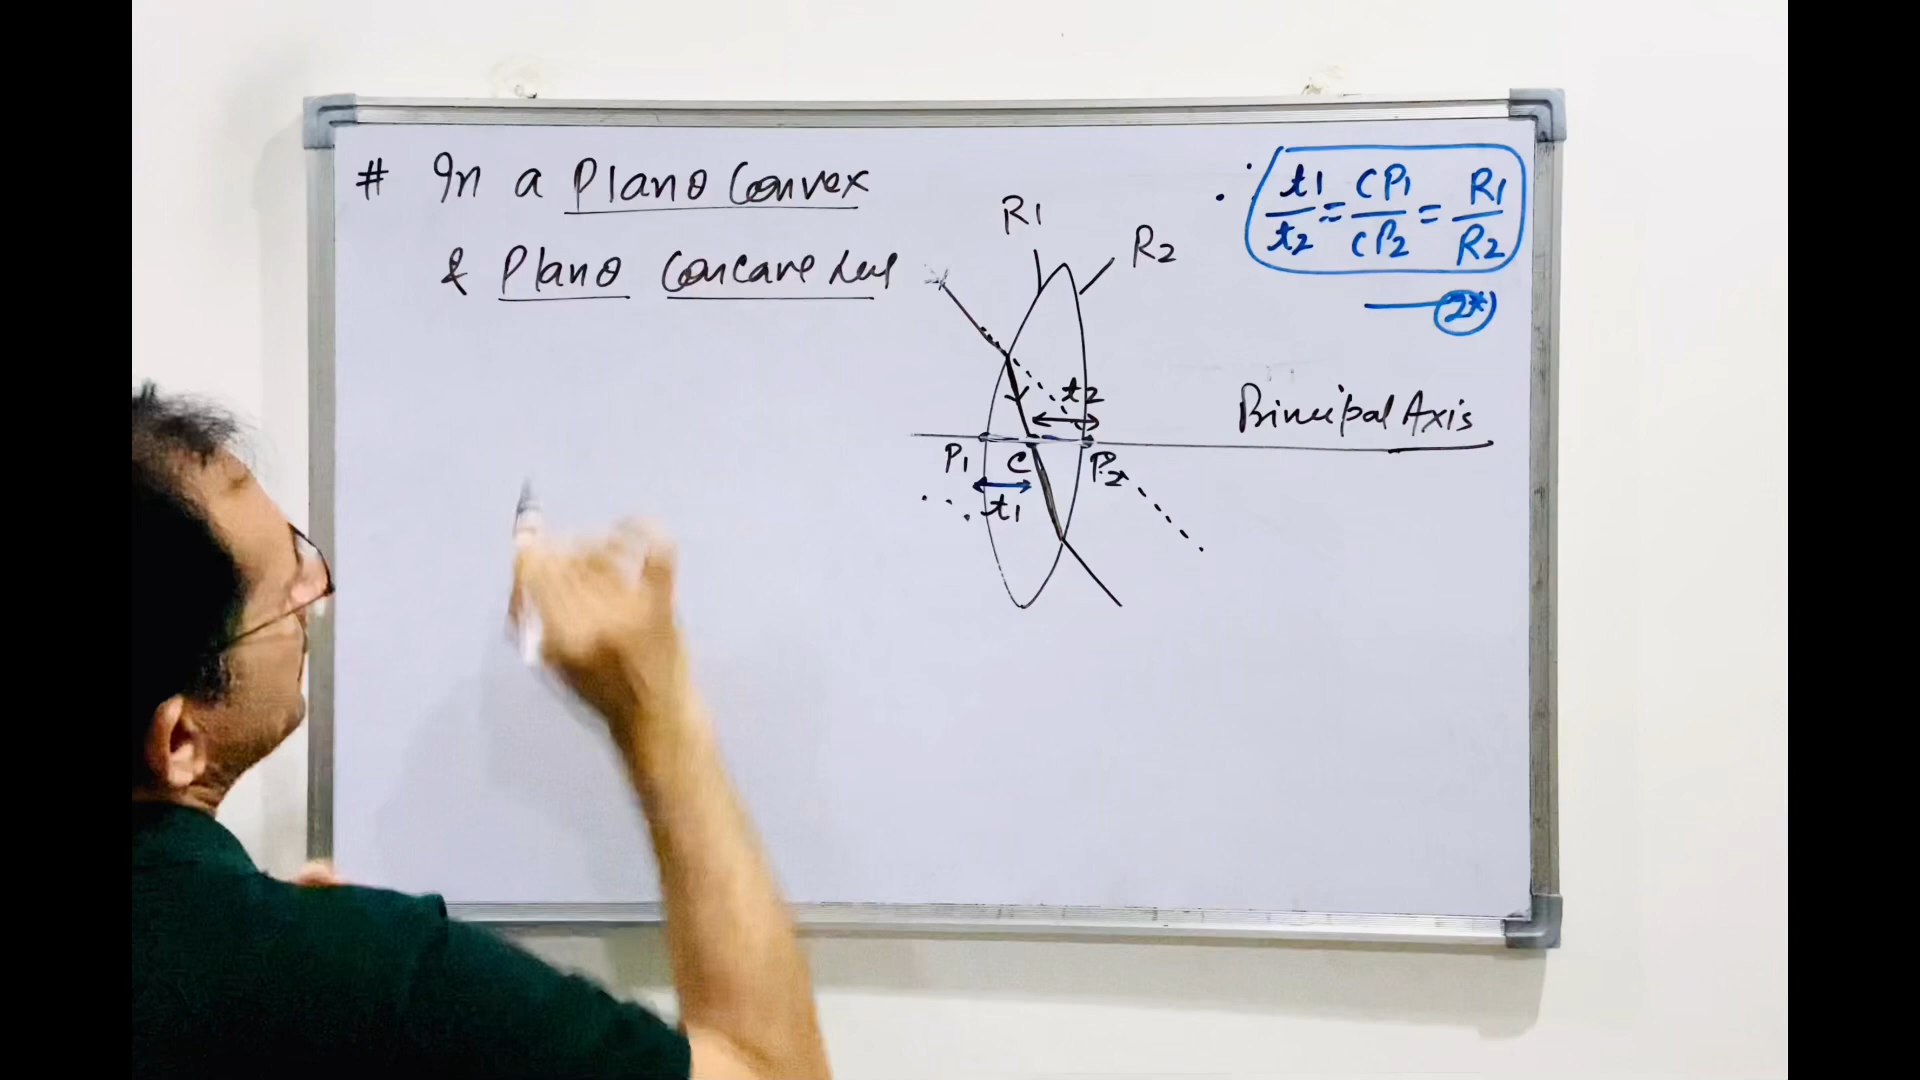 # In a Plano Convex
& Plano Concave Lens
∴ t1/t2 ≈ CP1/CP2 = R1/R2
— 2*
R1
R2
t2
Principal Axis
P1
C
P2
t1